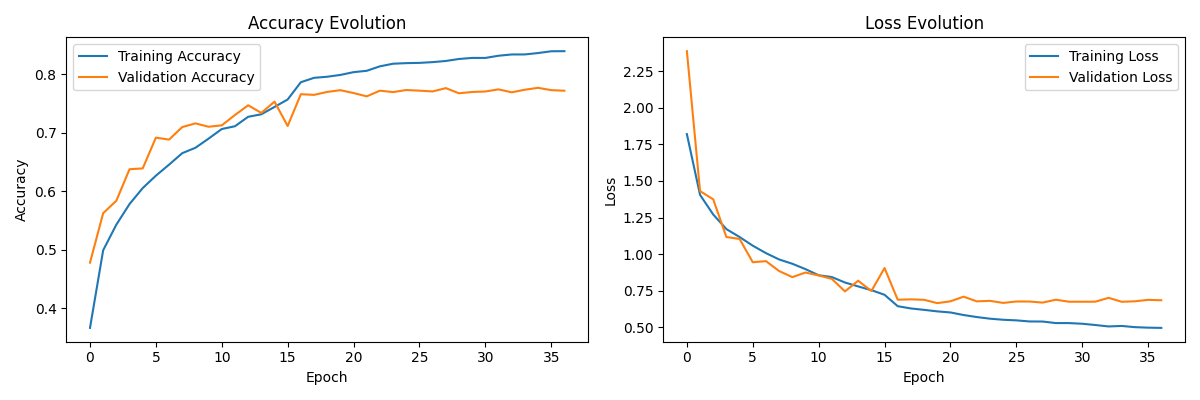 Accuracy Evolution
Training Accuracy
Validation Accuracy
Accuracy
0.8
0.7
0.6
0.5
0.4
0 5 10 15 20 25 30 35
Epoch
Loss Evolution
Training Loss
Validation Loss
Loss
2.25
2.00
1.75
1.50
1.25
1.00
0.75
0.50
0 5 10 15 20 25 30 35
Epoch